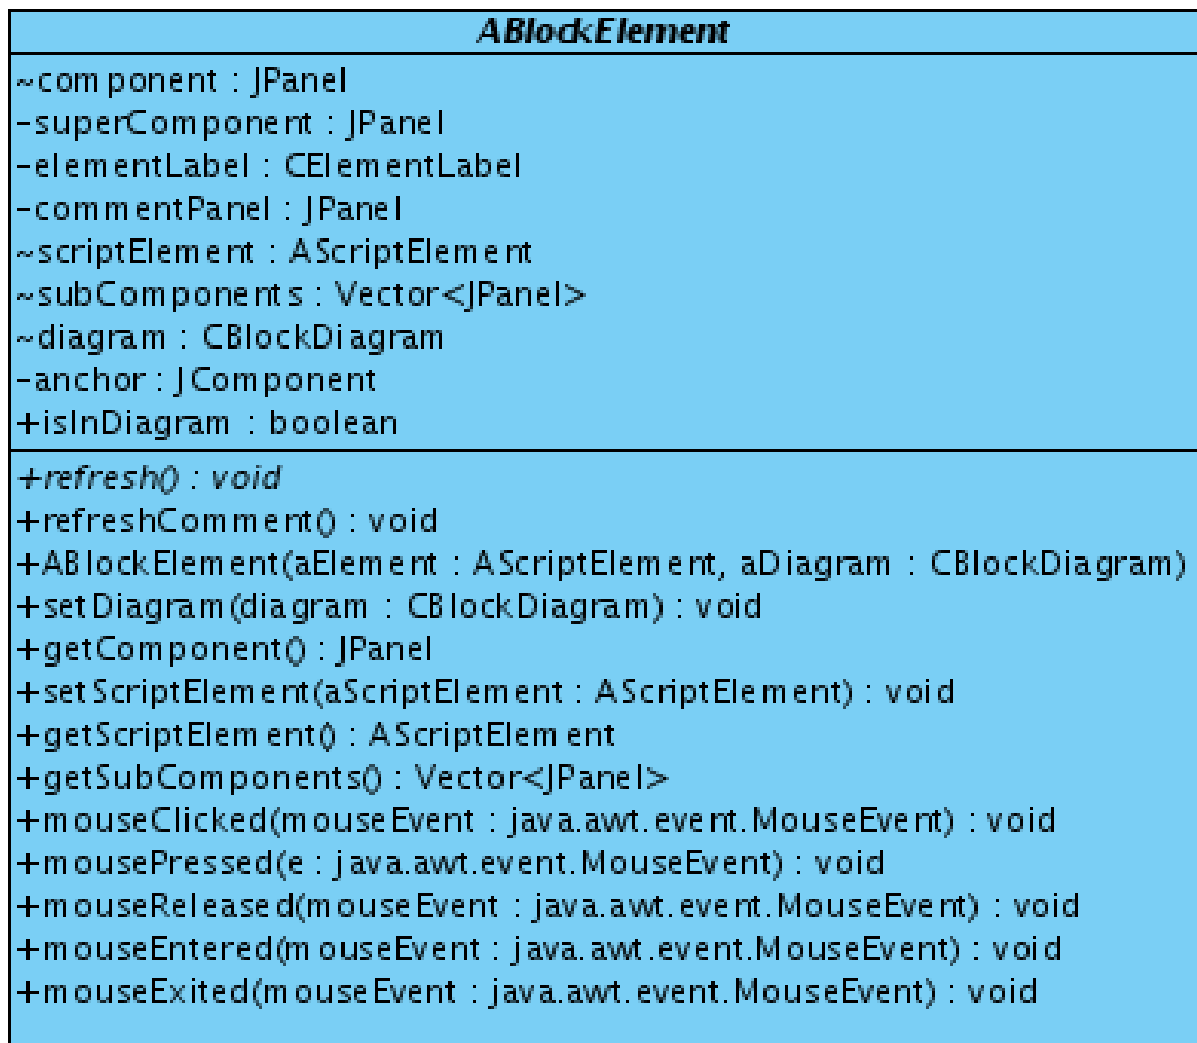 ABlockElement
~component : JPanel
-superComponent : JPanel
-elementLabel : CElementLabel
-commentPanel : JPanel
~scriptElement : AScriptElement
~subComponents : Vector<JPanel>
~diagram : CBlockDiagram
-anchor : JComponent
+isInDiagram : boolean
+refresh() : void
+refreshComment() : void
+ABlockElement(aElement : AScriptElement, aDiagram : CBlockDiagram)
+setDiagram(diagram : CBlockDiagram) : void
+getComponent() : JPanel
+setScriptElement(aScriptElement : AScriptElement) : void
+getScriptElement() : AScriptElement
+getSubComponents() : Vector<JPanel>
+mouseClicked(mouseEvent : java.awt.event.MouseEvent) : void
+mousePressed(e : java.awt.event.MouseEvent) : void
+mouseReleased(mouseEvent : java.awt.event.MouseEvent) : void
+mouseEntered(mouseEvent : java.awt.event.MouseEvent) : void
+mouseExited(mouseEvent : java.awt.event.MouseEvent) : void